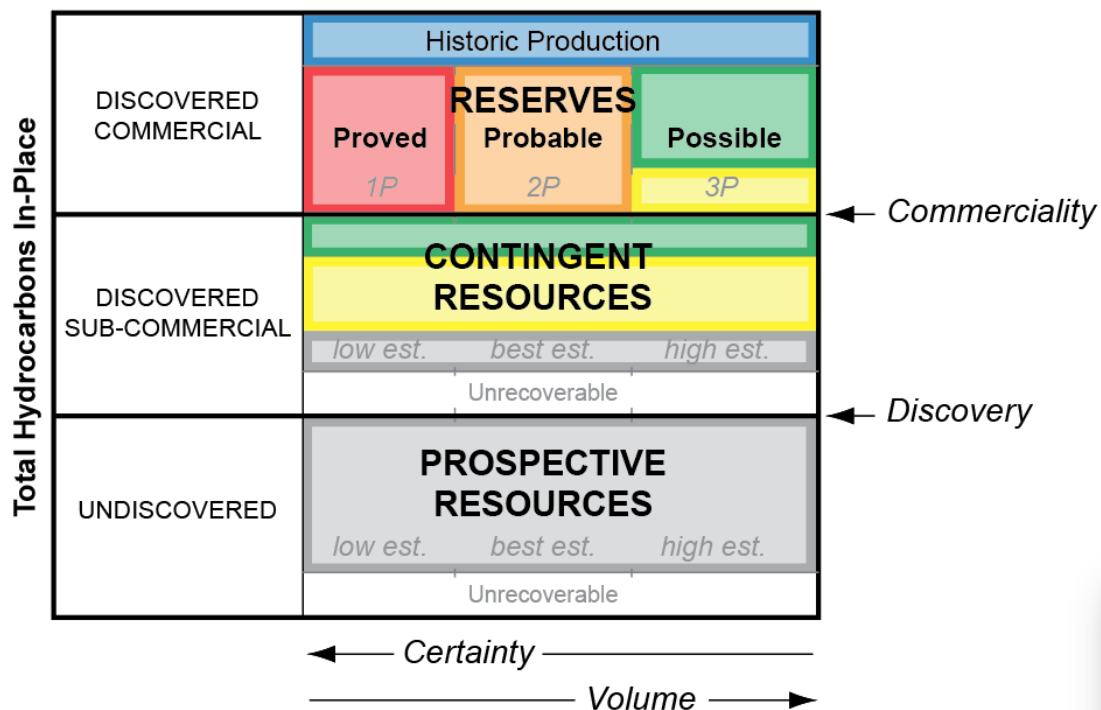 Total Hydrocarbons In-Place
DISCOVERED
COMMERCIAL
Historic Production
RESERVES
Proved
Probable
Possible
1P
2P
3P
Commerciality
DISCOVERED
SUB-COMMERCIAL
CONTINGENT
RESOURCES
low est.
best est.
high est.
Unrecoverable
Discovery
UNDISCOVERED
PROSPECTIVE
RESOURCES
low est.
best est.
high est.
Unrecoverable
Certainty
Volume